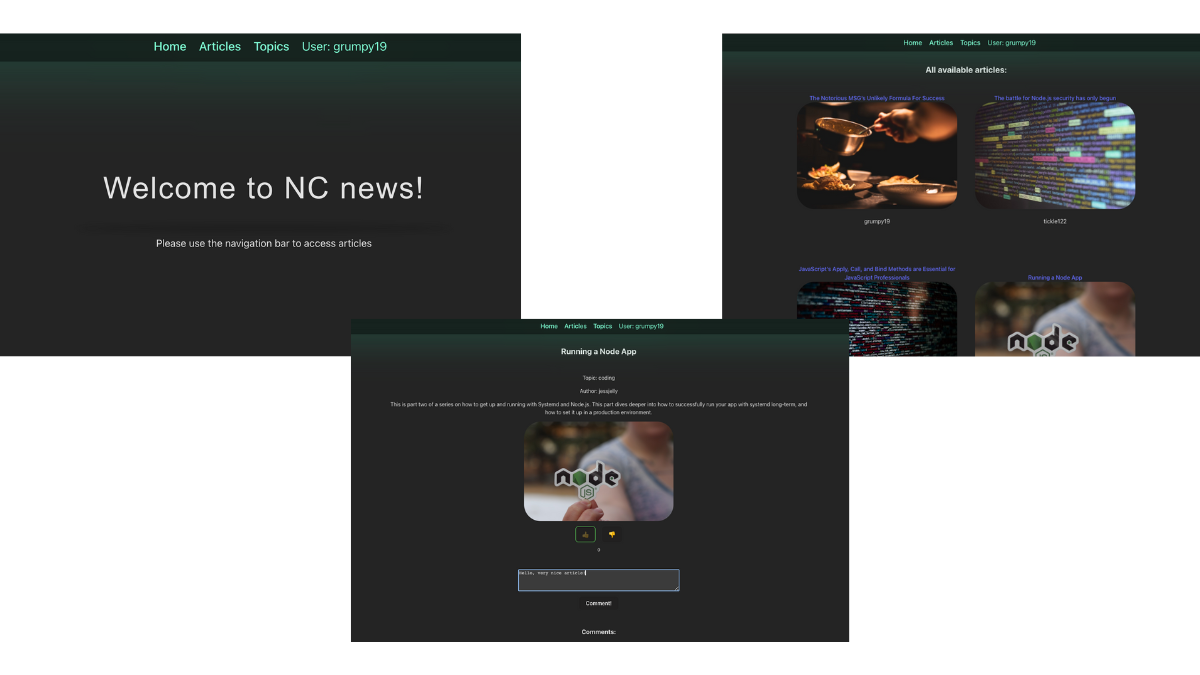 Home Articles Topics User: grumpy19
Welcome to NC news!
Please use the navigation bar to access articles
Home Articles Topics User: grumpy19
All available articles:
The Notorious MSG's Unlikely Formula For Success
The battle for Node.js security has only begun
grumpy19
tickle122
JavaScript's Apply, Call, and Bind Methods are Essential for
JavaScript Professionals
Running a Node App
node
Home Articles Topics User: grumpy19
Running a Node App
Topic: coding
Author: jessjelly
This is part two of a series on how to get up and running with Systemd and Node.js. This part dives deeper into how to successfully run your app with systemd long-term, and
how to set it up in a production environment.
node
JS
0
Hello, very nice article!
Comment!
Comments: